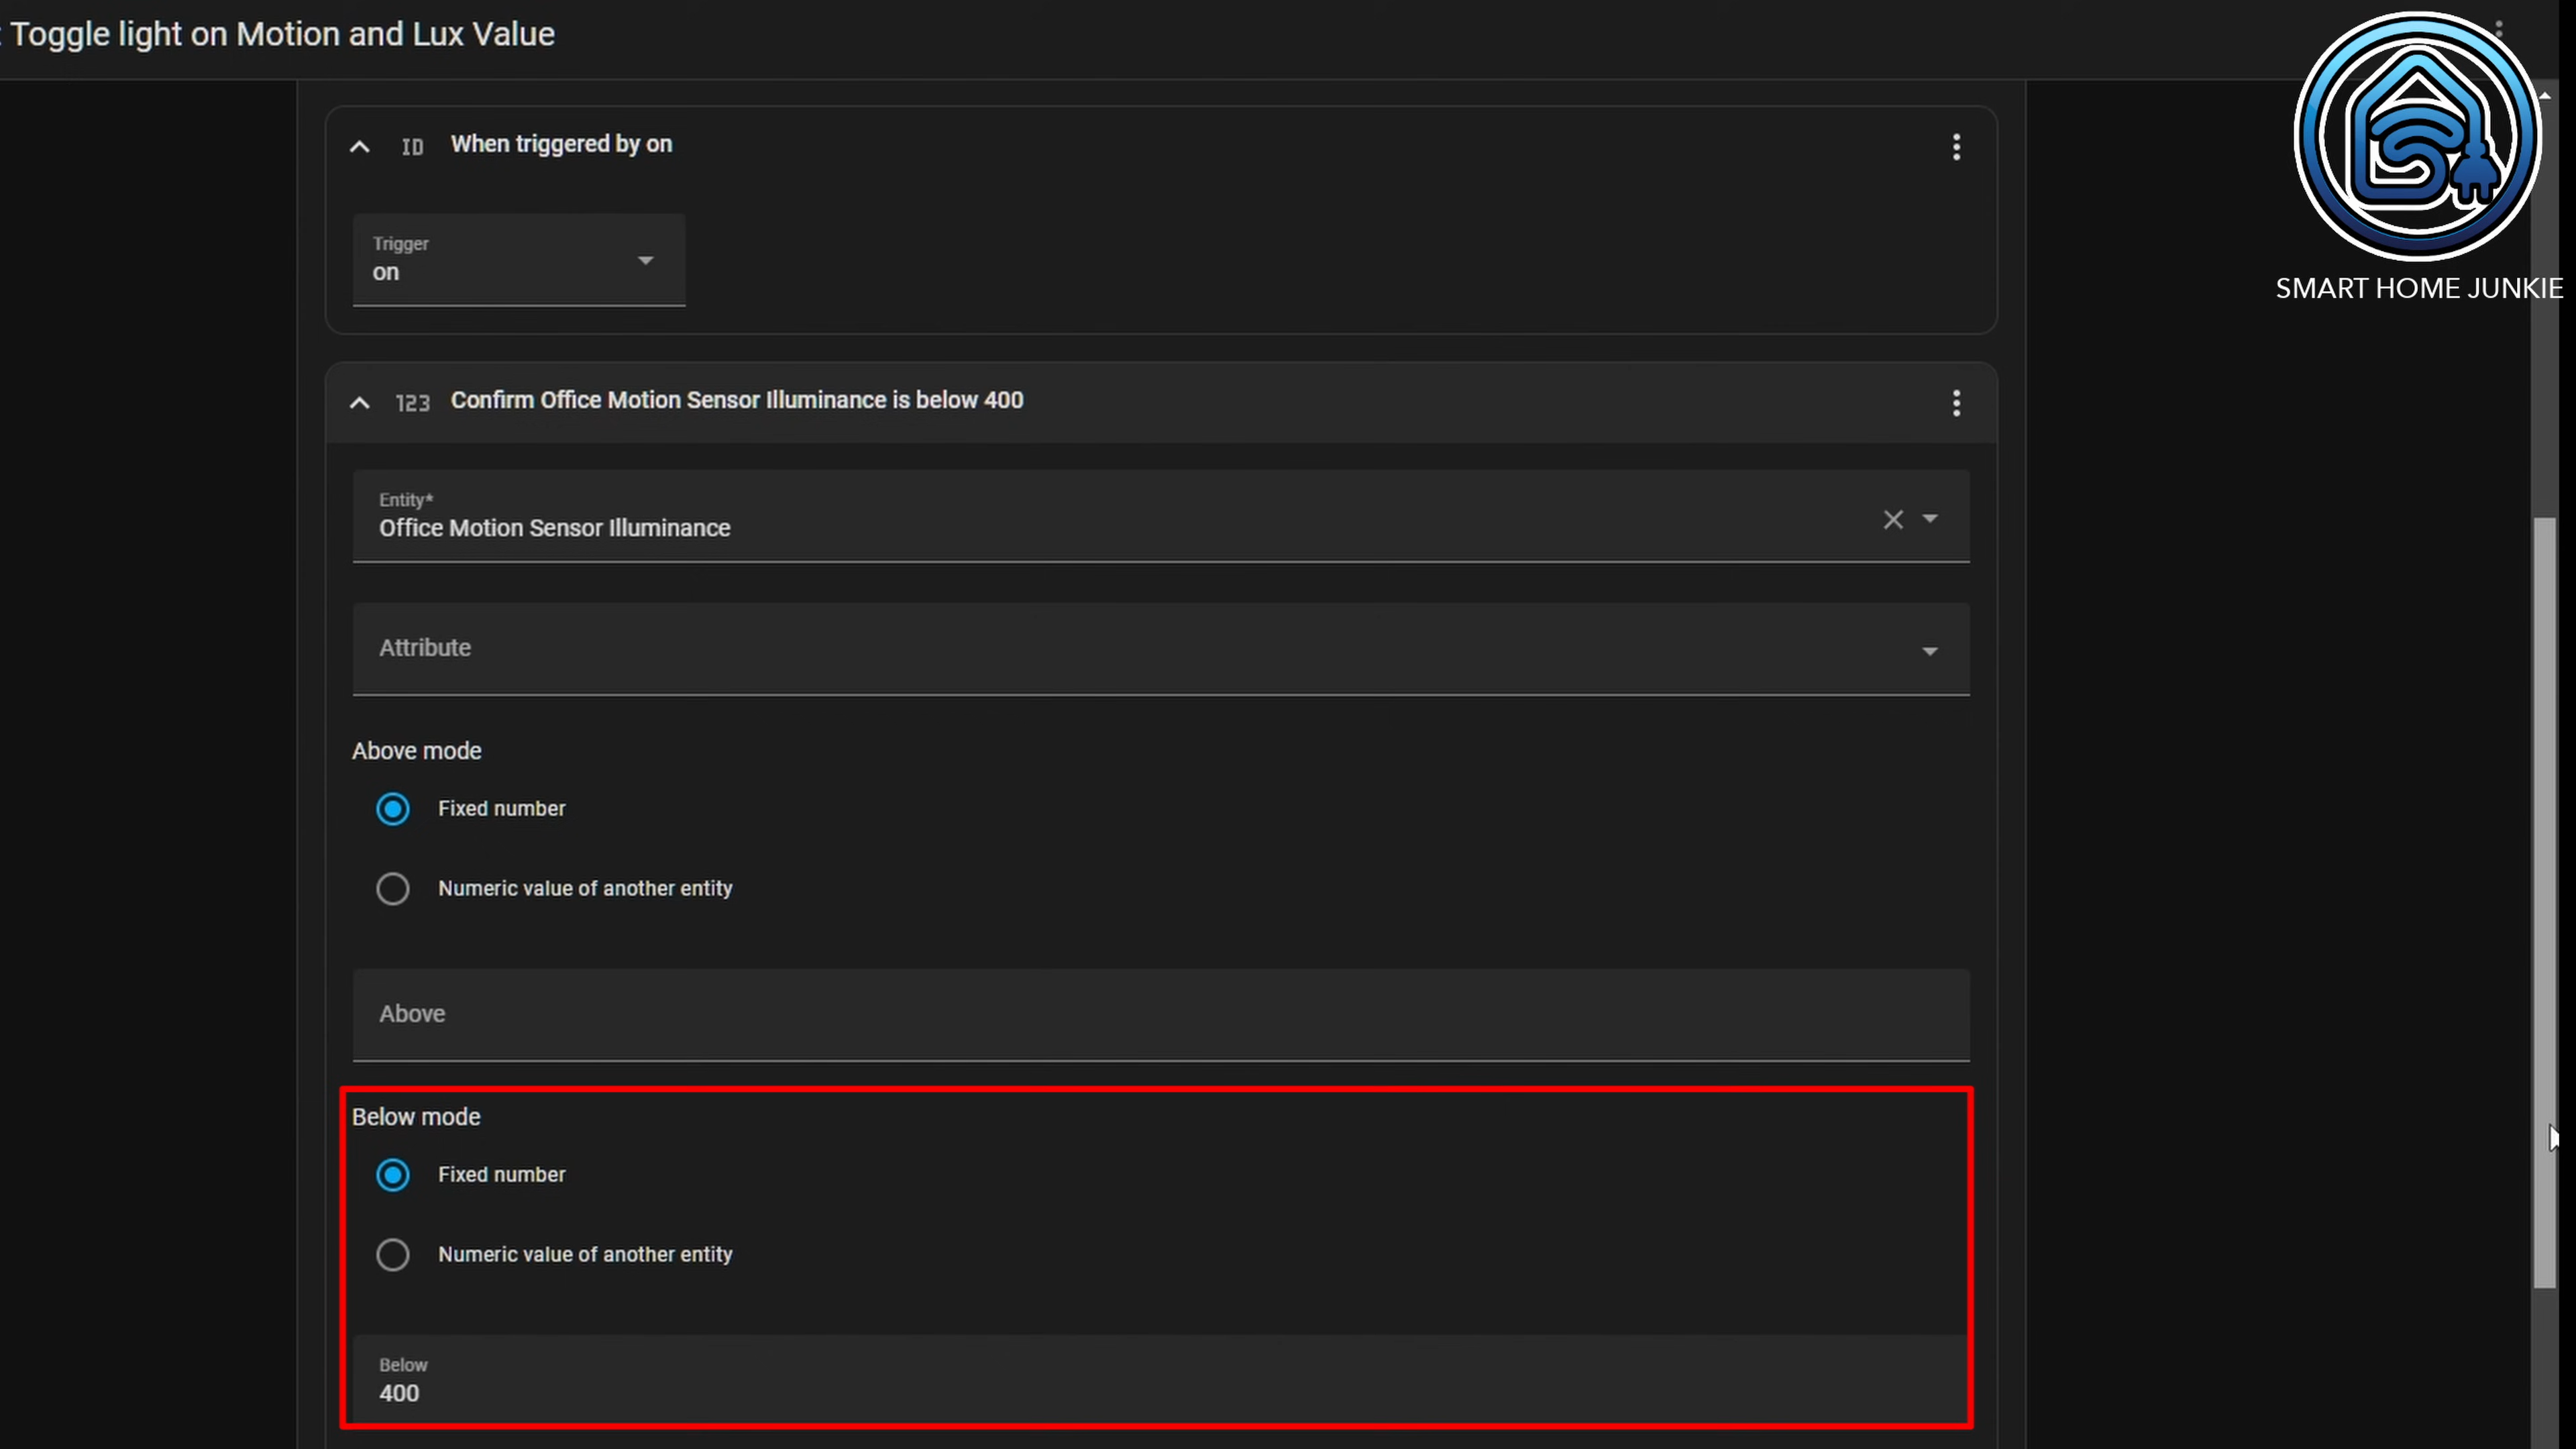 : Toggle light on Motion and Lux Value
SMART HOME JUNKIE
ID When triggered by on
Trigger
on
123 Confirm Office Motion Sensor Illuminance is below 400
Entity*
Office Motion Sensor Illuminance
Attribute
Above mode
Fixed number
Numeric value of another entity
Above
Below mode
Fixed number
Numeric value of another entity
Below
400